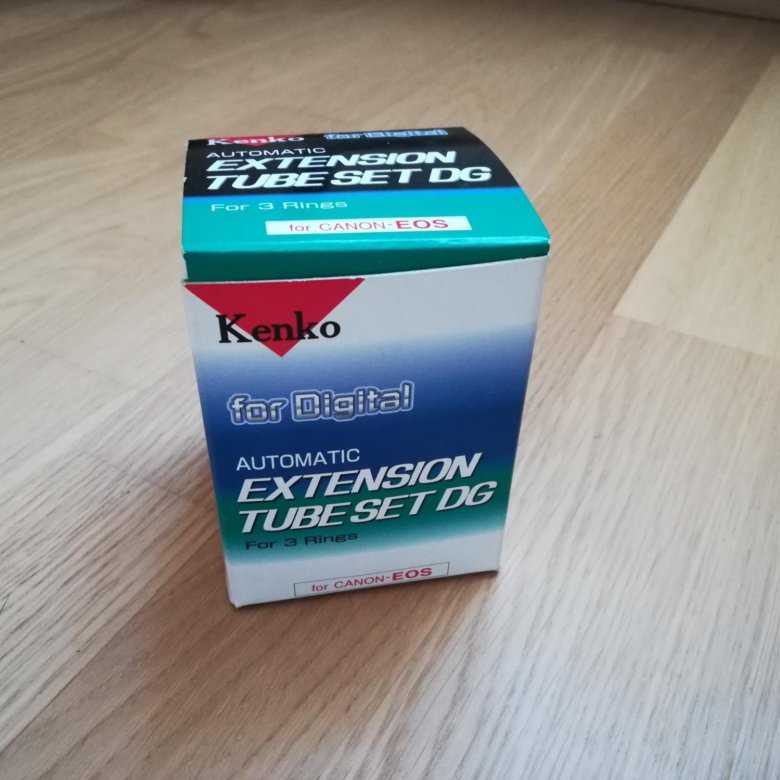 Kenko for Digital
AUTOMATIC
EXTENSION
TUBE SET DG
For 3 Rings
for CANON-EOS
Kenko
for Digital
AUTOMATIC
EXTENSION
TUBE SET DG
For 3 Rings
for CANON-EOS